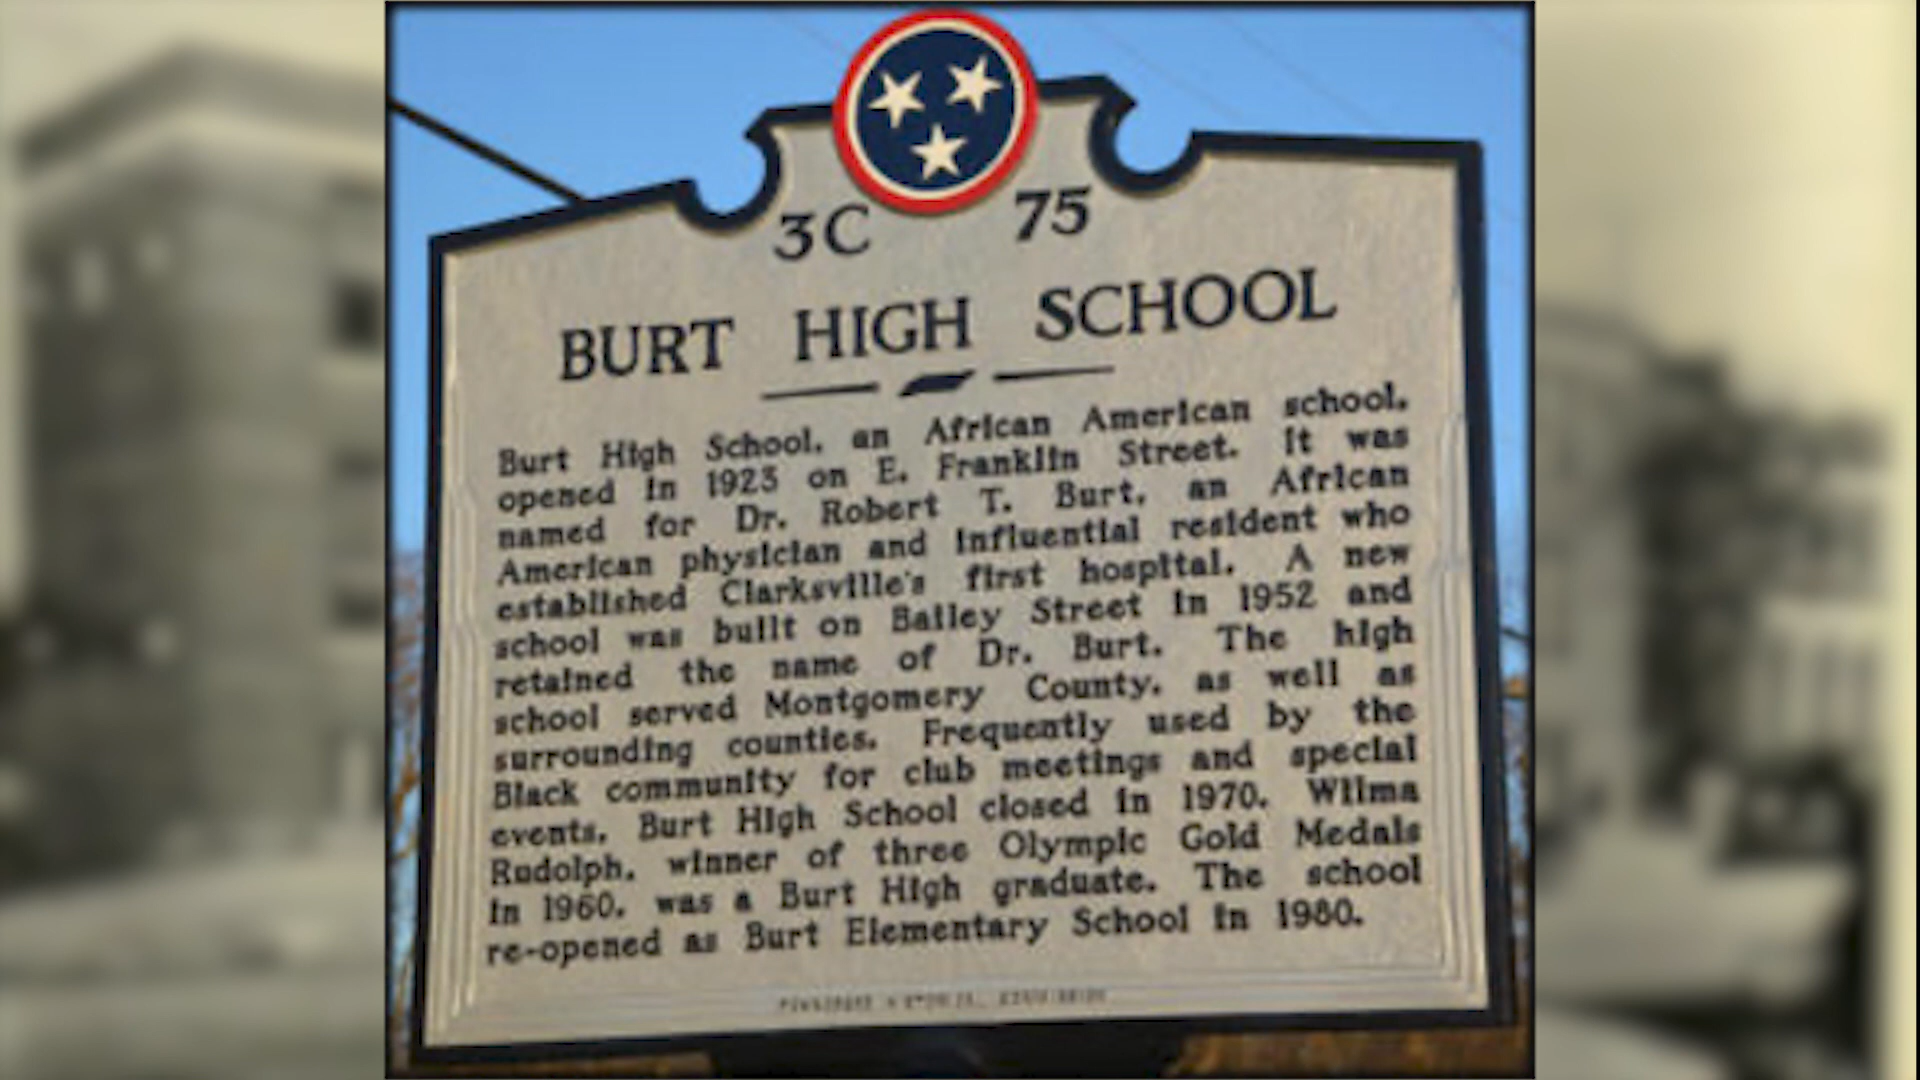 3C 75
BURT HIGH SCHOOL
Burt High School, an African American school,
opened in 1923 on E. Franklin Street. It was
named for Dr. Robert T. Burt, an African
American physician and influential resident who
established Clarksville's first hospital. A new
school was built on Bailey Street in 1952 and
retained the name of Dr. Burt. The high
school served Montgomery County, as well as
surrounding counties. Frequently used by the
Black community for club meetings and special
events, Burt High School closed in 1970. Wilma
Rudolph, winner of three Olympic Gold Medals
in 1960, was a Burt High graduate. The school
re-opened as Burt Elementary School in 1980.